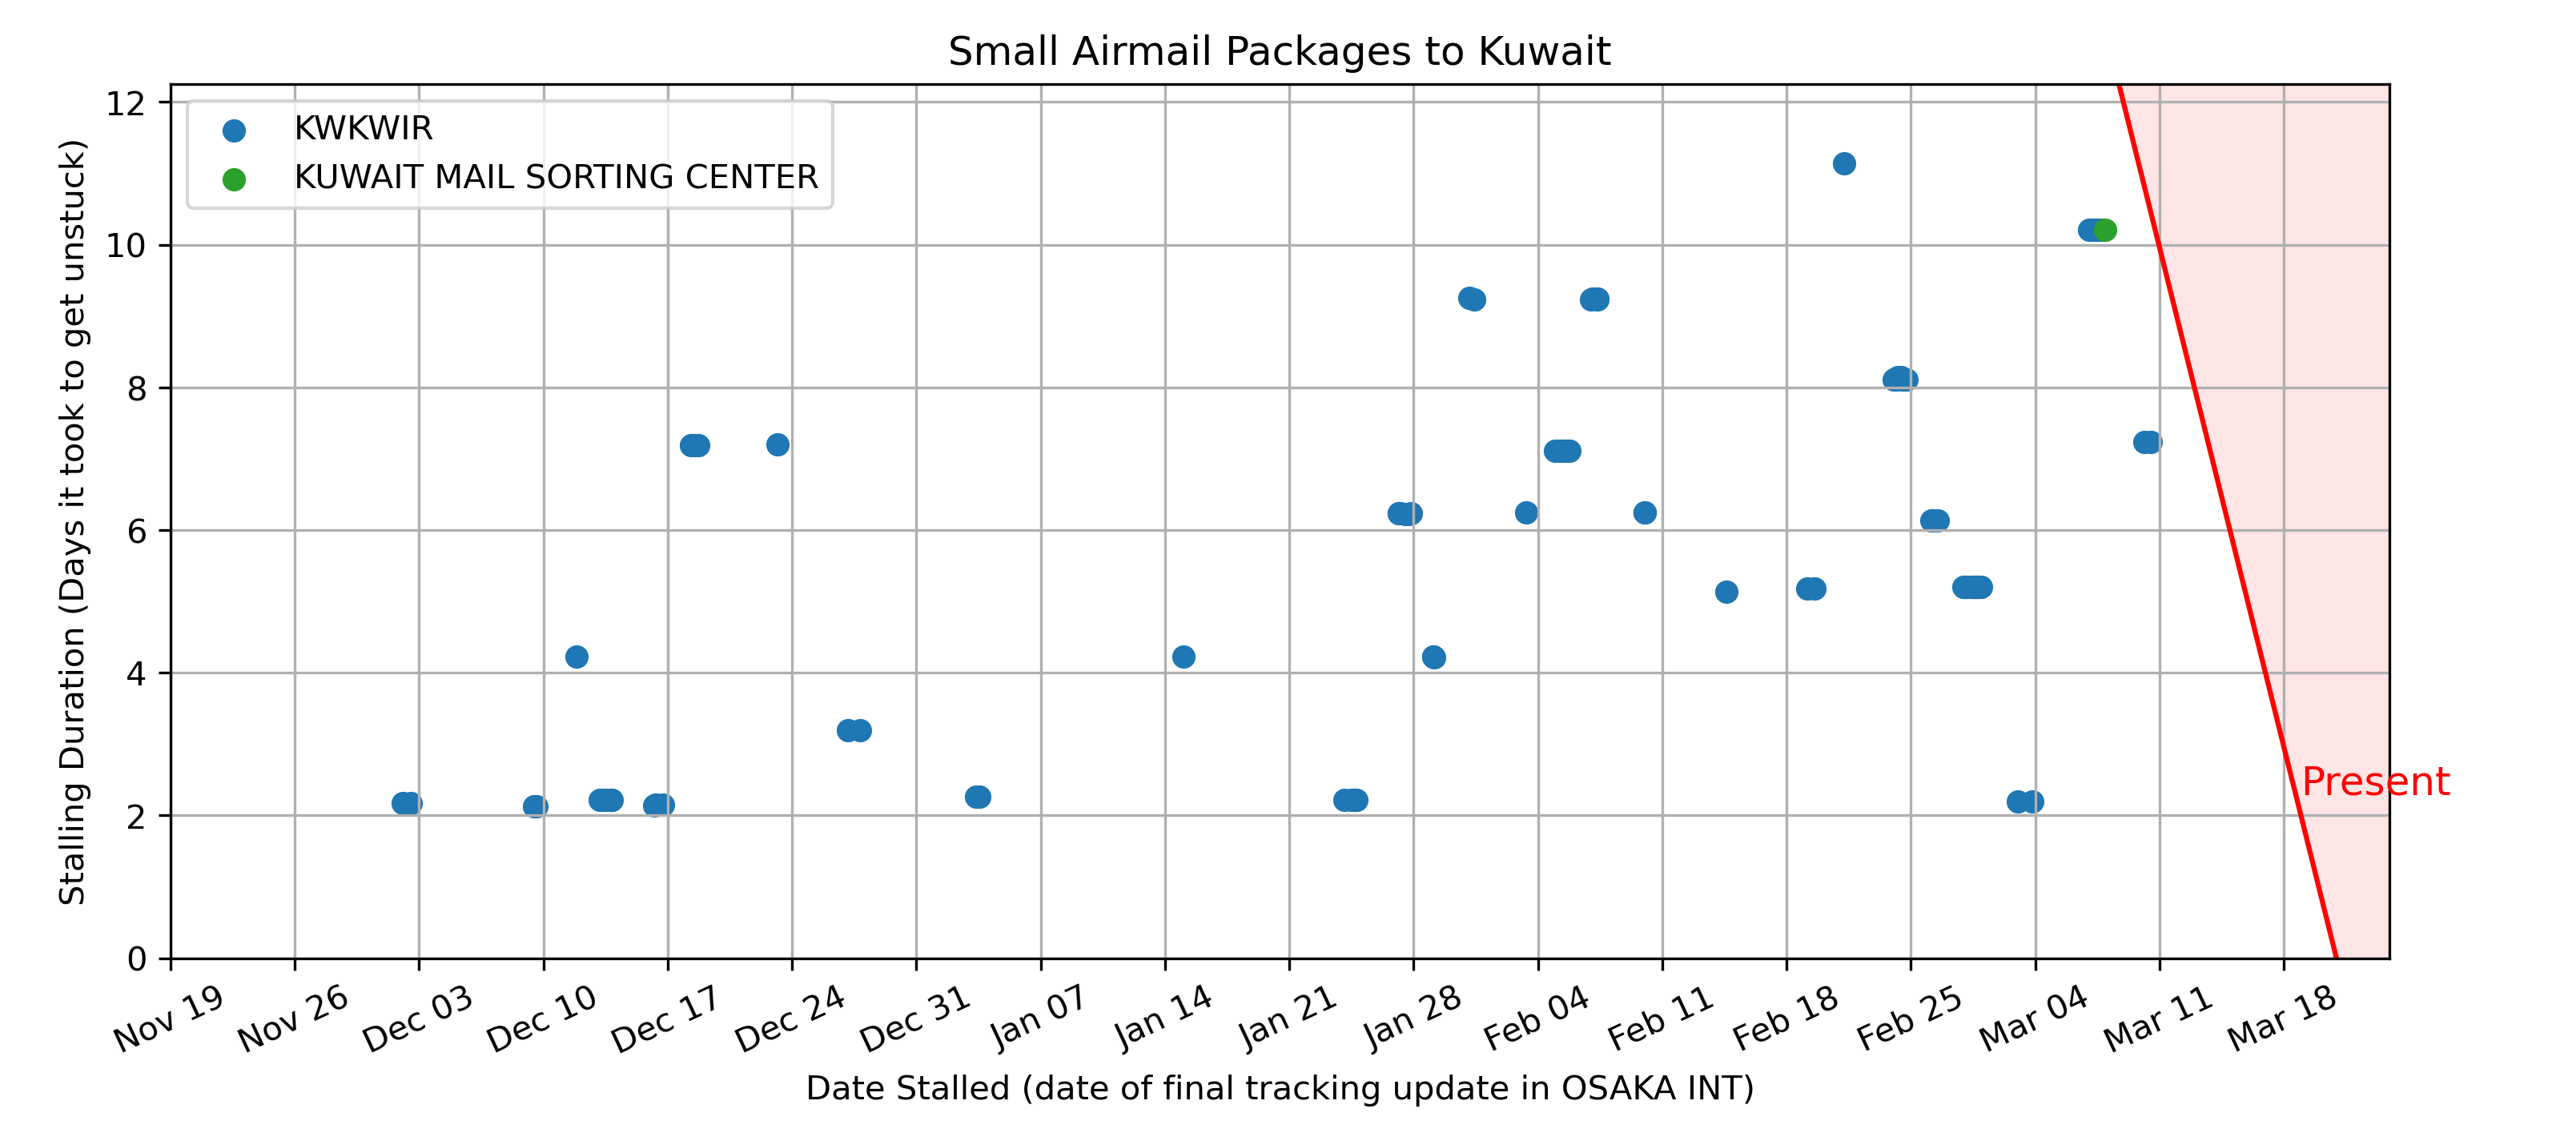 Small Airmail Packages to Kuwait
KWKWIR
KUWAIT MAIL SORTING CENTER
Stalling Duration (Days it took to get unstuck)
12
10
8
6
4
2
0
Present
Nov 19 Nov 26 Dec 03 Dec 10 Dec 17 Dec 24 Dec 31 Jan 07 Jan 14 Jan 21 Jan 28 Feb 04 Feb 11 Feb 18 Feb 25 Mar 04 Mar 11 Mar 18
Date Stalled (date of final tracking update in OSAKA INT)